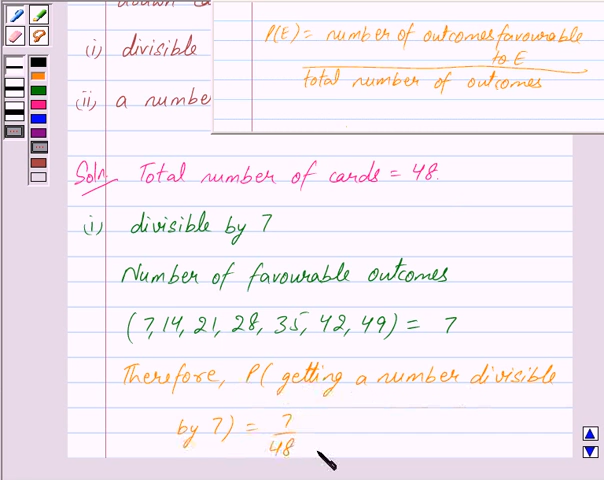 P(E) = number of outcomes favourable
to E
total number of outcomes
(i) divisible
(ii) a numbe
Soln Total number of cards = 48.
(i) divisible by 7
Number of favourable outcomes
(7, 14, 21, 28, 35, 42, 49) = 7
Therefore, P( getting a number divisible
by 7) = 7
48